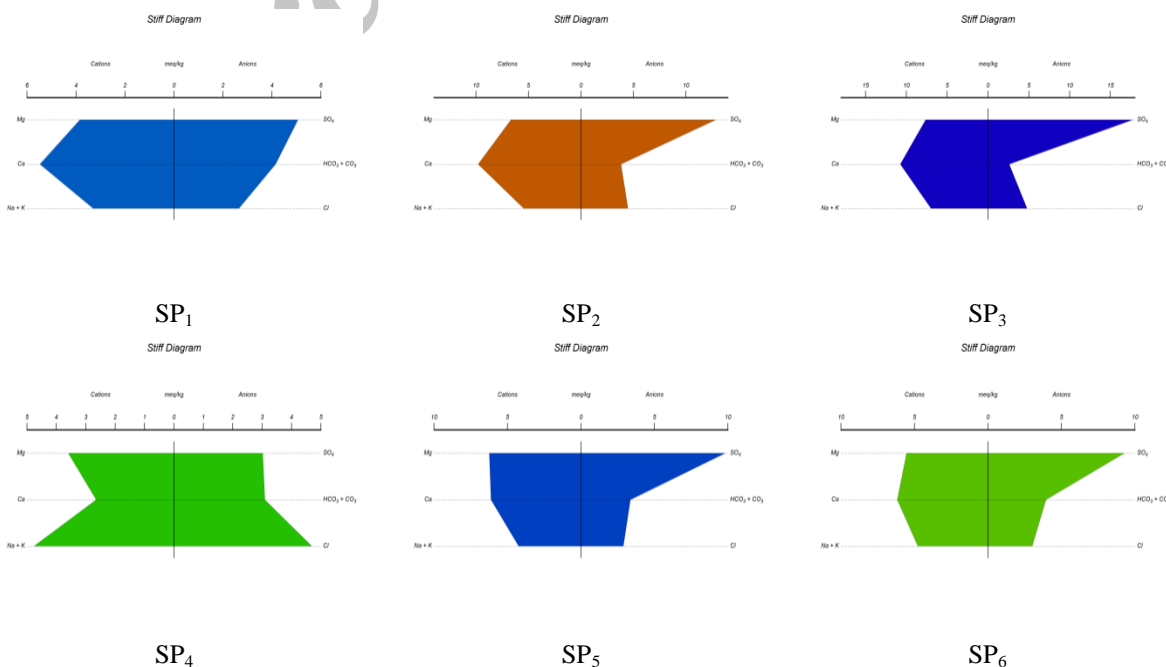 Stiff Diagram Stiff Diagram Stiff Diagram
Cations meq/kg Anions Cations meq/kg Anions Cations meq/kg Anions
6 4 2 0 2 4 6 10 5 0 5 10 15 10 5 0 5 10 15
Mg SO₄ Mg SO₄ Mg SO₄
Ca HCO₃ + CO₃ Ca HCO₃ + CO₃ Ca HCO₃ + CO
Na + K Cl Na + K Cl Na + K Cl
SP₁ SP₂ SP₃
Stiff Diagram Stiff Diagram Stiff Diagram
Cations meq/kg Anions Cations meq/kg Anions Cations meq/kg Anions
5 4 3 2 1 0 1 2 3 4 5 10 5 0 5 10 10 5 0 5 10
Mg SO₄ Mg SO₄ Mg SO₄
Ca HCO₃ + CO₃ Ca HCO₃ + CO₃ Ca HCO₃ + CO
Na + K Cl Na + K Cl Na + K Cl
SP₄ SP₅ SP₆